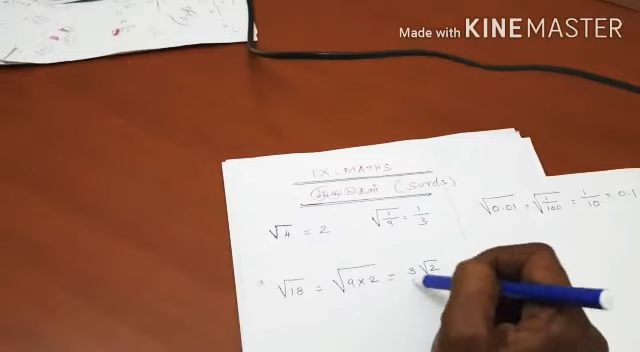 Made with KINEMASTER
IX - MATHS
(Surds)
√4 = 2
√1/9 = 1/3
√0.01 = √1/100 = 1/10 = 0.1
√18 = √9×2 = 3√2